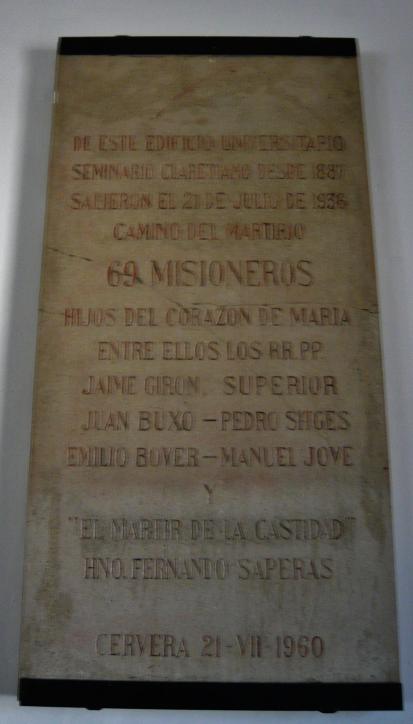 DE ESTE EDIFICIO UNIVERSITARIO
SEMINARIO CLARETIANO DESDE 1887
SALIERON EL 21 DE JULIO DE 1936
CAMINO DEL MARTIRIO
69 MISIONEROS
HIJOS DEL CORAZON DE MARIA
ENTRE ELLOS LOS RR.PP.
JAIME GIRON, SUPERIOR
JUAN BUXO - PEDRO SITGES
EMILIO BOVER - MANUEL JOVE
Y
"EL MARTIR DE LA CASTIDAD"
HNO. FERNANDO SAPERAS
CERVERA 21-VII-1960